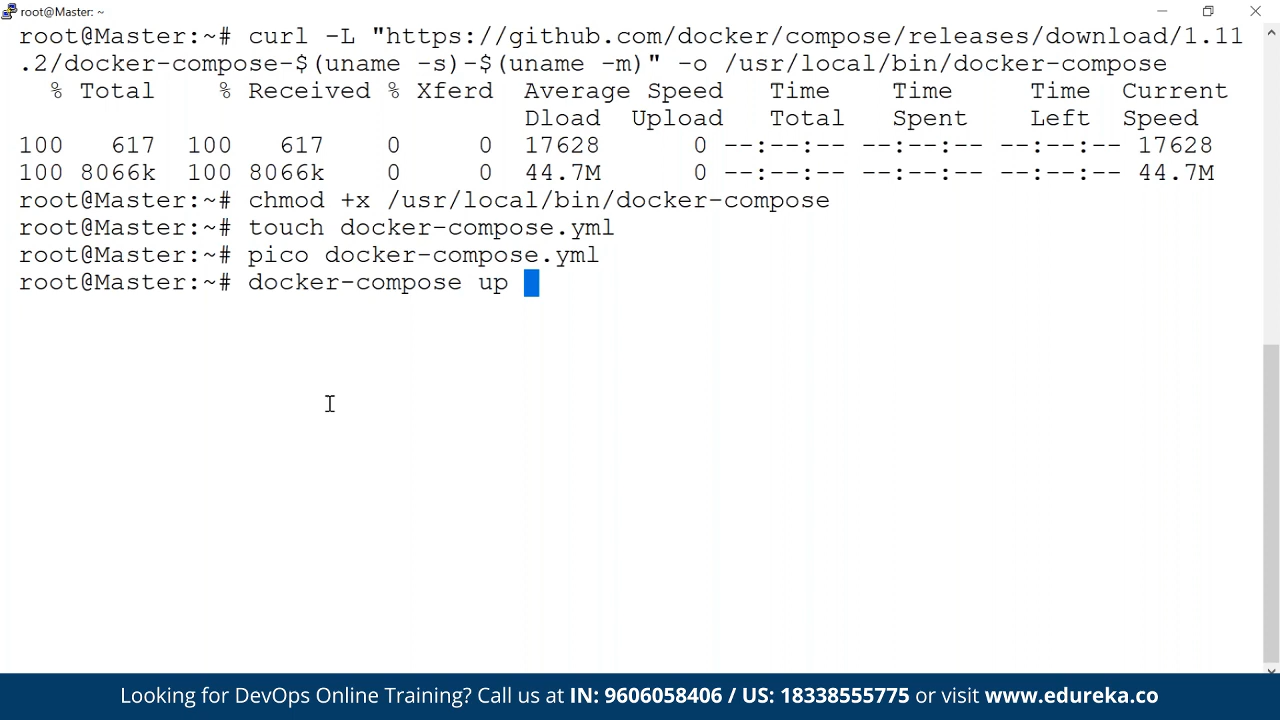 root@Master: ~
root@Master:~# curl -L "https://github.com/docker/compose/releases/download/1.11
.2/docker-compose-$(uname -s)-$(uname -m)" -o /usr/local/bin/docker-compose
% Total % Received % Xferd Average Speed Time Time Time Current
Dload Upload Total Spent Left Speed
100 617 100 617 0 0 17628 0 --:--:-- --:--:-- --:--:-- 17628
100 8066k 100 8066k 0 0 44.7M 0 --:--:-- --:--:-- --:--:-- 44.7M
root@Master:~# chmod +x /usr/local/bin/docker-compose
root@Master:~# touch docker-compose.yml
root@Master:~# pico docker-compose.yml
root@Master:~# docker-compose up
Looking for DevOps Online Training? Call us at IN: 9606058406 / US: 18338555775 or visit www.edureka.co